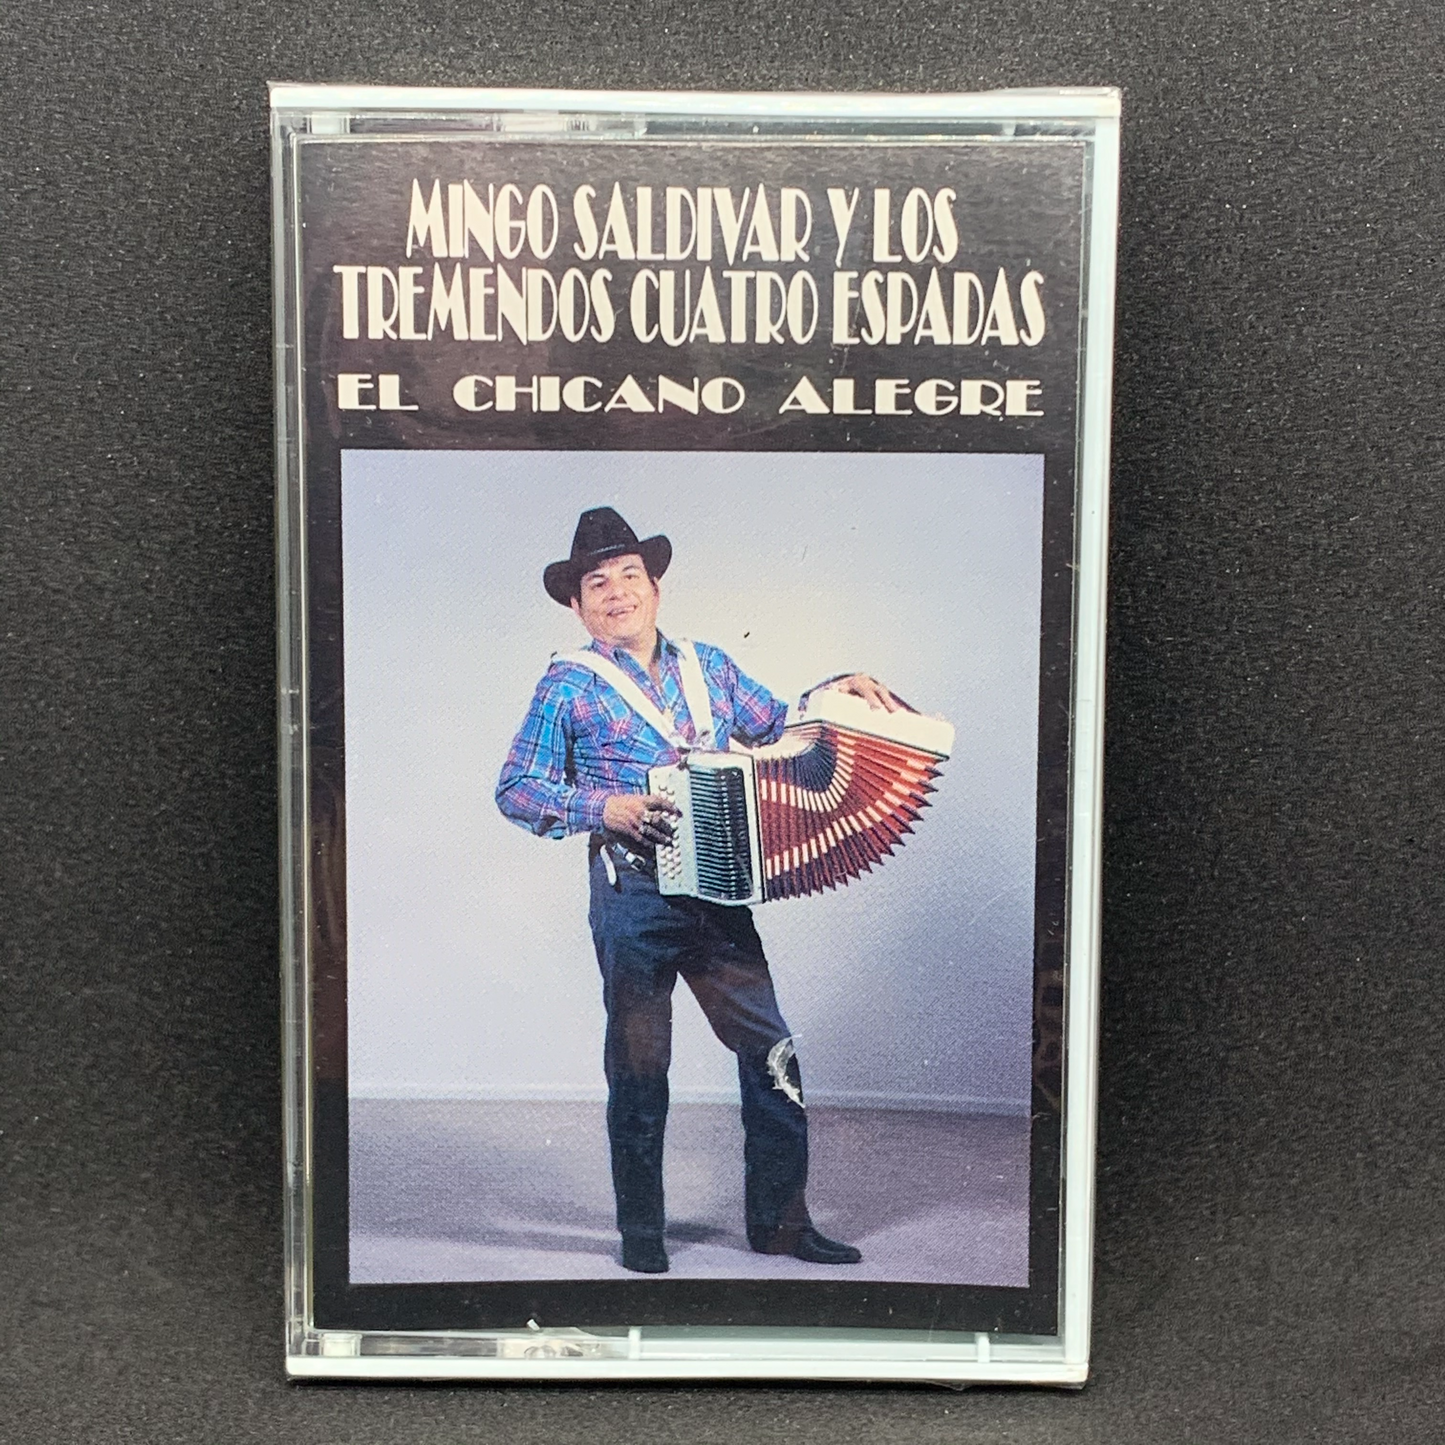 MINGO SALDIVAR Y LOS
TREMENDOS CUATRO ESPADAS
EL CHICANO ALEGRE